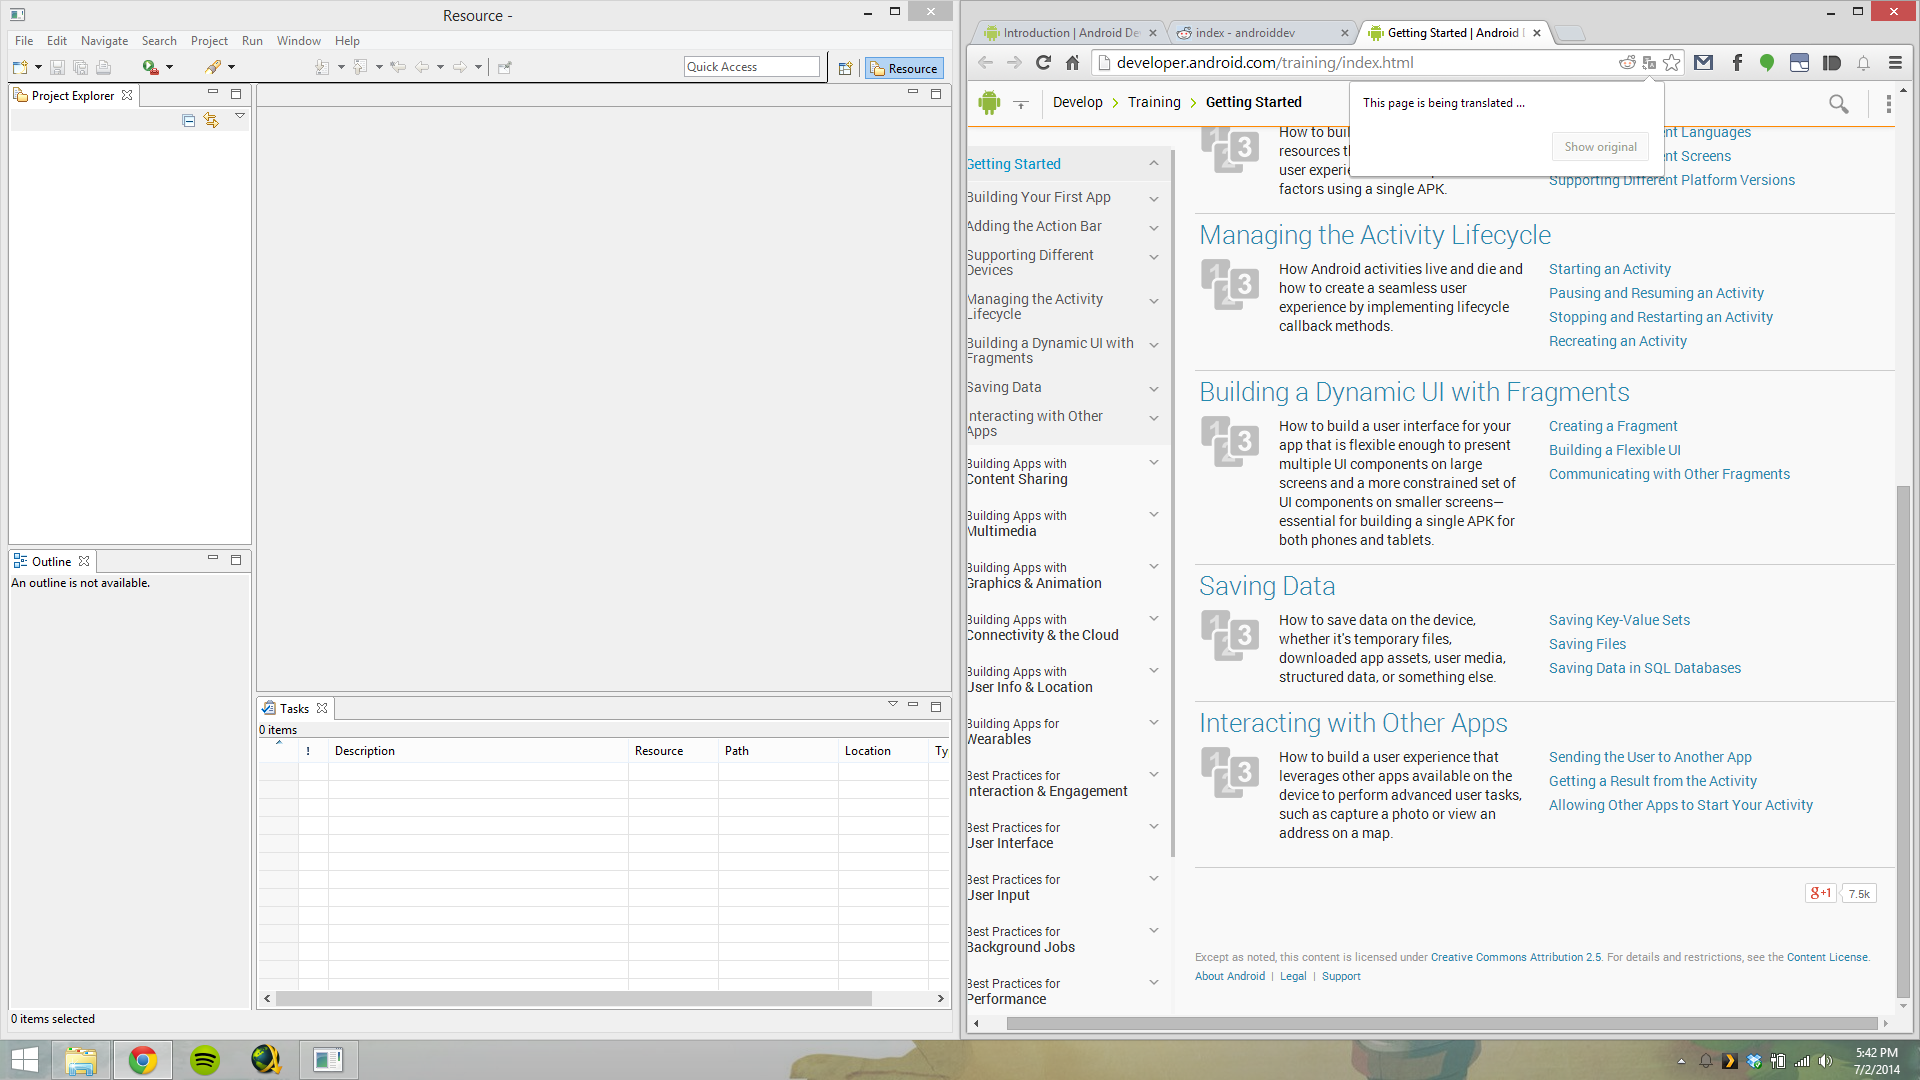 Resource -
File Edit Navigate Search Project Run Window Help
Quick Access
Resource
Project Explorer
Outline
An outline is not available.
Tasks
0 items
! Description Resource Path Location Ty
0 items selected
Introduction | Android De
index - androiddev
Getting Started | Android
developer.android.com/training/index.html
Develop Training Getting Started
This page is being translated ...
Show original
Getting Started
Building Your First App
Adding the Action Bar
Supporting Different
Devices
Managing the Activity
Lifecycle
Building a Dynamic UI with
Fragments
Saving Data
Interacting with Other
Apps
Building Apps with
Content Sharing
Building Apps with
Multimedia
Building Apps with
Graphics & Animation
Building Apps with
Connectivity & the Cloud
Building Apps with
User Info & Location
Building Apps for
Wearables
Best Practices for
Interaction & Engagement
Best Practices for
User Interface
Best Practices for
User Input
Best Practices for
Background Jobs
Best Practices for
Performance
123
How to bui
resources t
user experi
factors using a single APK.
ent Languages
ent Screens
Supporting Different Platform Versions
Managing the Activity Lifecycle
123
How Android activities live and die and
how to create a seamless user
experience by implementing lifecycle
callback methods.
Starting an Activity
Pausing and Resuming an Activity
Stopping and Restarting an Activity
Recreating an Activity
Building a Dynamic UI with Fragments
123
How to build a user interface for your
app that is flexible enough to present
multiple UI components on large
screens and a more constrained set of
UI components on smaller screens—
essential for building a single APK for
both phones and tablets.
Creating a Fragment
Building a Flexible UI
Communicating with Other Fragments
Saving Data
123
How to save data on the device,
whether it's temporary files,
downloaded app assets, user media,
structured data, or something else.
Saving Key-Value Sets
Saving Files
Saving Data in SQL Databases
Interacting with Other Apps
123
How to build a user experience that
leverages other apps available on the
device to perform advanced user tasks,
such as capture a photo or view an
address on a map.
Sending the User to Another App
Getting a Result from the Activity
Allowing Other Apps to Start Your Activity
g+1 7.5k
Except as noted, this content is licensed under Creative Commons Attribution 2.5. For details and restrictions, see the Content License.
About Android | Legal | Support
5:42 PM
7/2/2014